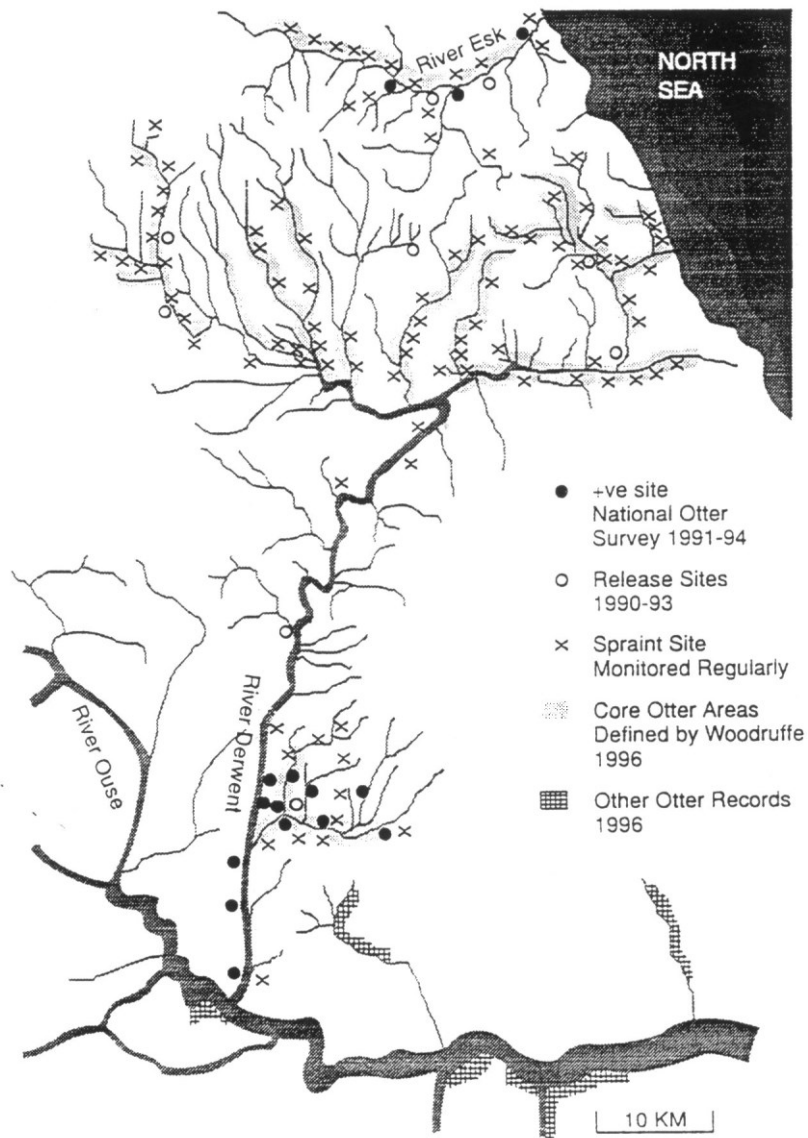 River Esk
NORTH
SEA
+ve site
National Otter
Survey 1991-94
Release Sites
1990-93
Spraint Site
Monitored Regularly
Core Otter Areas
Defined by Woodruffe
1996
Other Otter Records
1996
River Ouse
River Derwent
10 KM